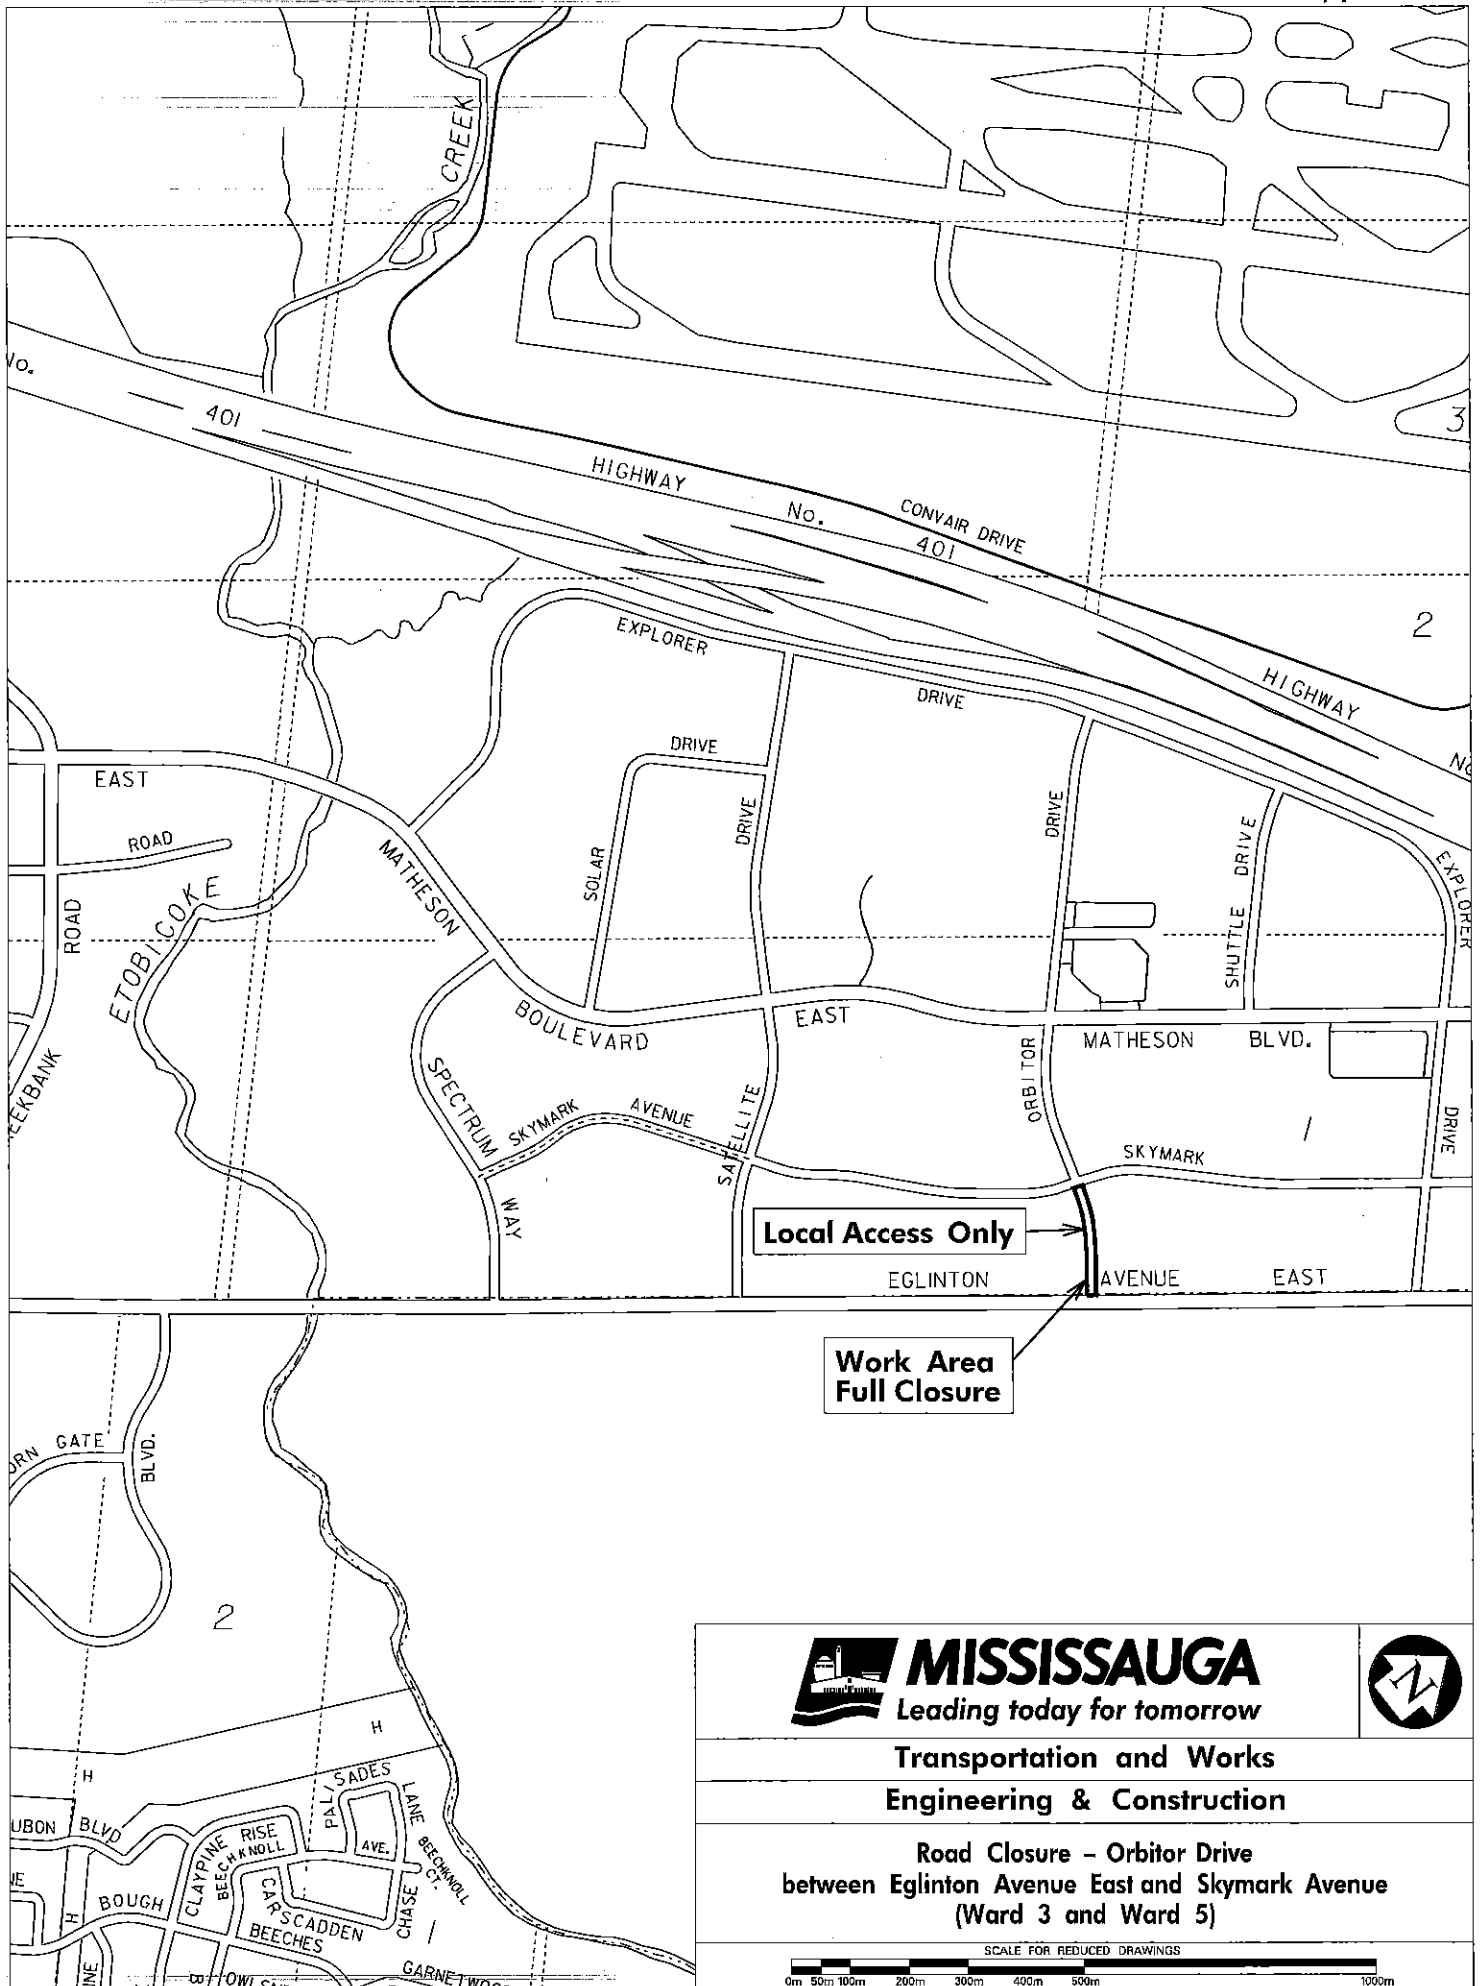 CREEK
3
401
HIGHWAY
No.
CONVAIR DRIVE
401
2
EXPLORER
DRIVE
HIGHWAY
DRIVE
EAST
ROAD
DRIVE
DRIVE
SHUTTLE DRIVE
EXPLORER
SOLAR
MATHESON
ROAD
ETOBICOKE
BOULEVARD
EAST
MATHESON BLVD.
ORBITOR
SPECTRUM
SKYMARK AVENUE
SATELLITE
SKYMARK
DRIVE
WAY
Local Access Only
EGLINTON AVENUE EAST
Work Area
Full Closure
GATE
BLVD.
2
H
H
PALISADES
LANE
BLVD
CLAYPINE RISE
BEECHKNOLL
AVE.
BEECHKNOLL
CT.
BOUGH
CARSCADDEN
CHASE
BEECHES
H
MISSISSAUGA
Leading today for tomorrow
N
Transportation and Works
Engineering & Construction
Road Closure – Orbitor Drive
between Eglinton Avenue East and Skymark Avenue
(Ward 3 and Ward 5)
SCALE FOR REDUCED DRAWINGS
0m 50m 100m 200m 300m 400m 500m 1000m